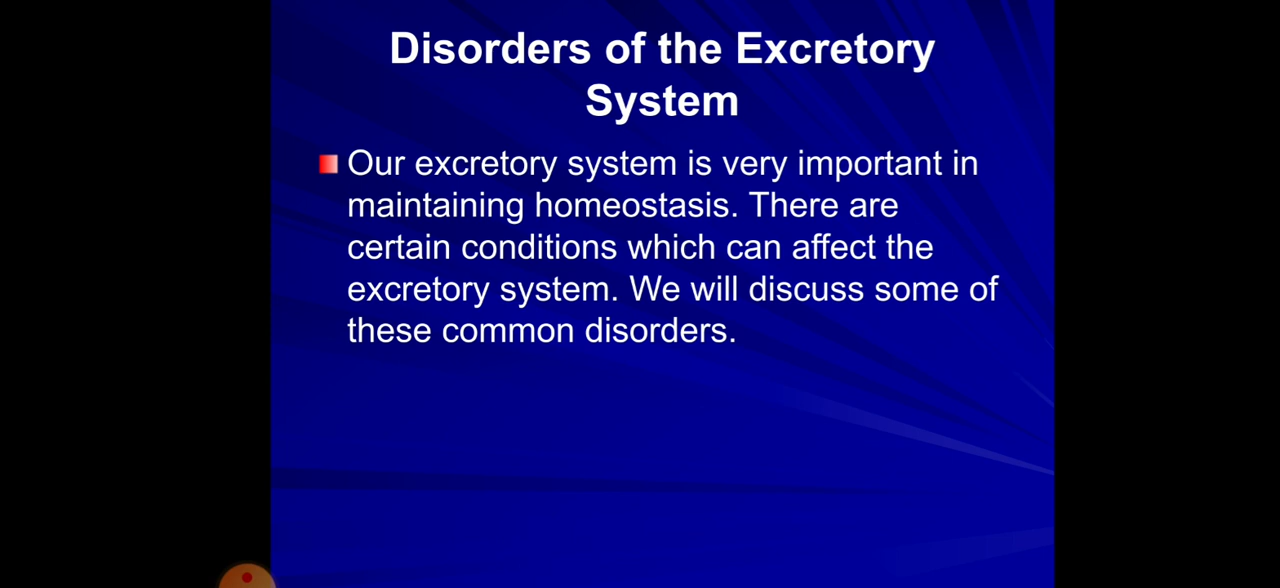 Disorders of the Excretory
System
Our excretory system is very important in
maintaining homeostasis. There are
certain conditions which can affect the
excretory system. We will discuss some of
these common disorders.